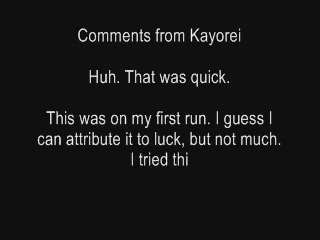 Comments from Kayorei
Huh. That was quick.
This was on my first run. I guess I
can attribute it to luck, but not much.
I tried thi